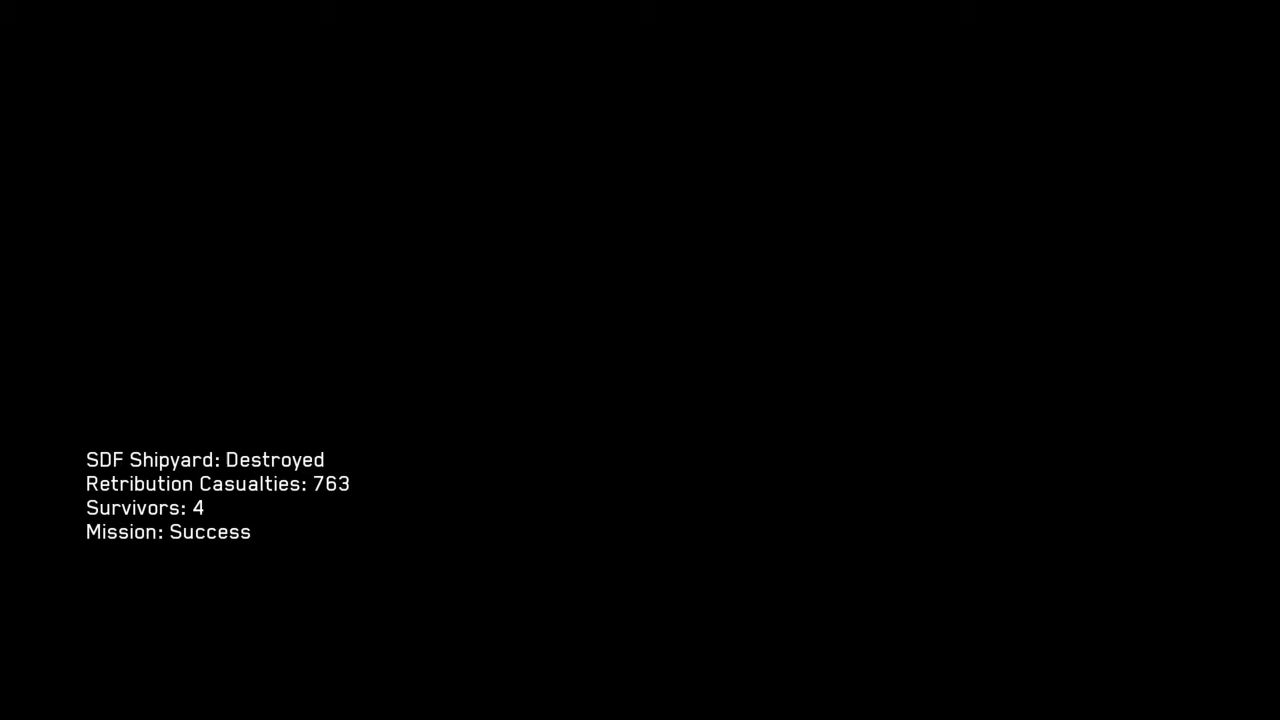 SDF Shipyard: Destroyed
Retribution Casualties: 763
Survivors: 4
Mission: Success